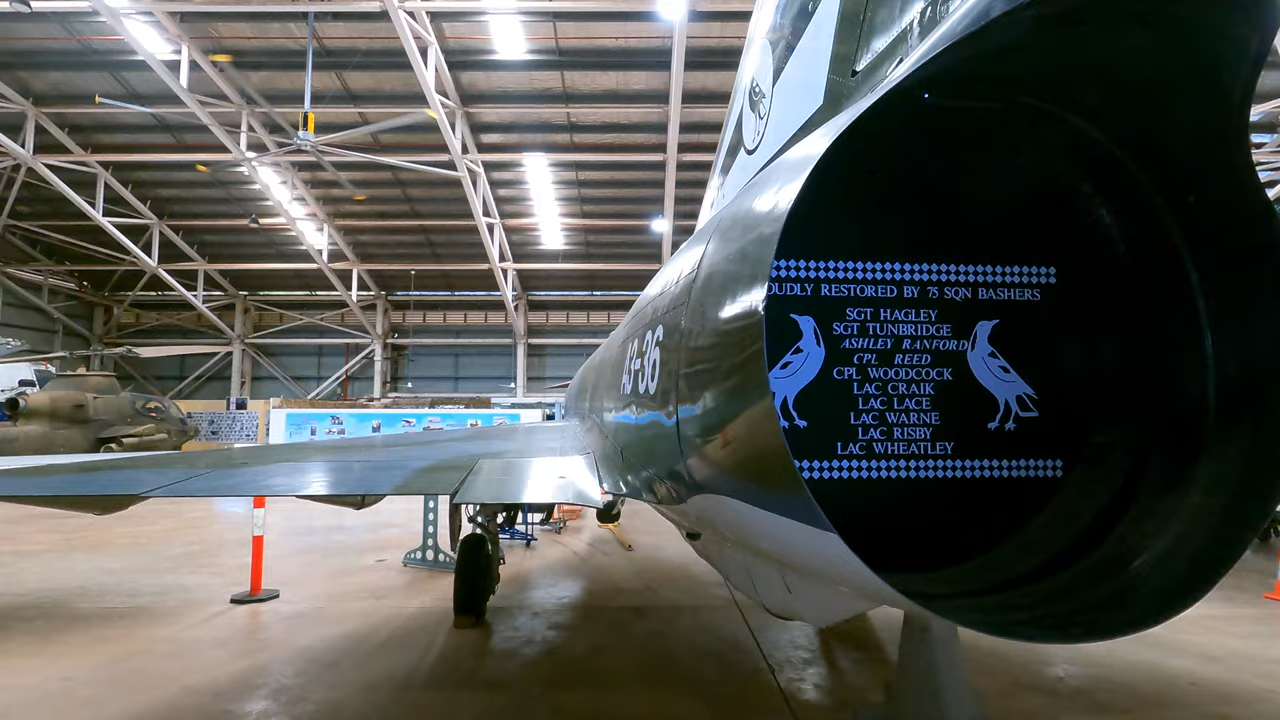 A3-36
OUDLY RESTORED BY 75 SQN BASHERS
SGT HAGLEY
SGT TUNBRIDGE
ASHLEY RANFORD
CPL REED
CPL WOODCOCK
LAC CRAIK
LAC LACE
LAC WARNE
LAC RISBY
LAC WHEATLEY